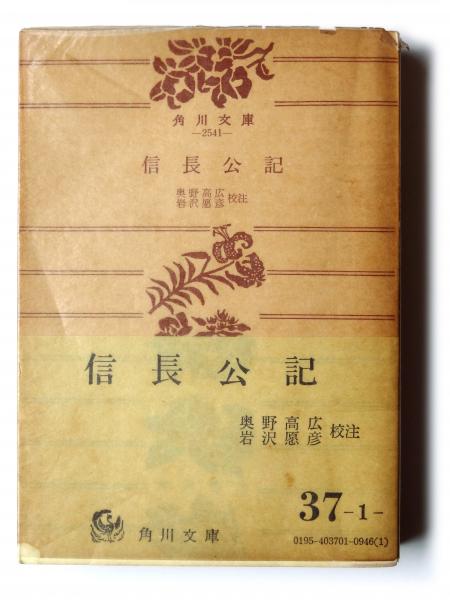 角川文庫
—2541—
信長公記
奥野高広
岩沢愿彦 校注
信長公記
奥野高広
岩沢愿彦 校注
37-1-
0195-403701-0946(1)
角川文庫